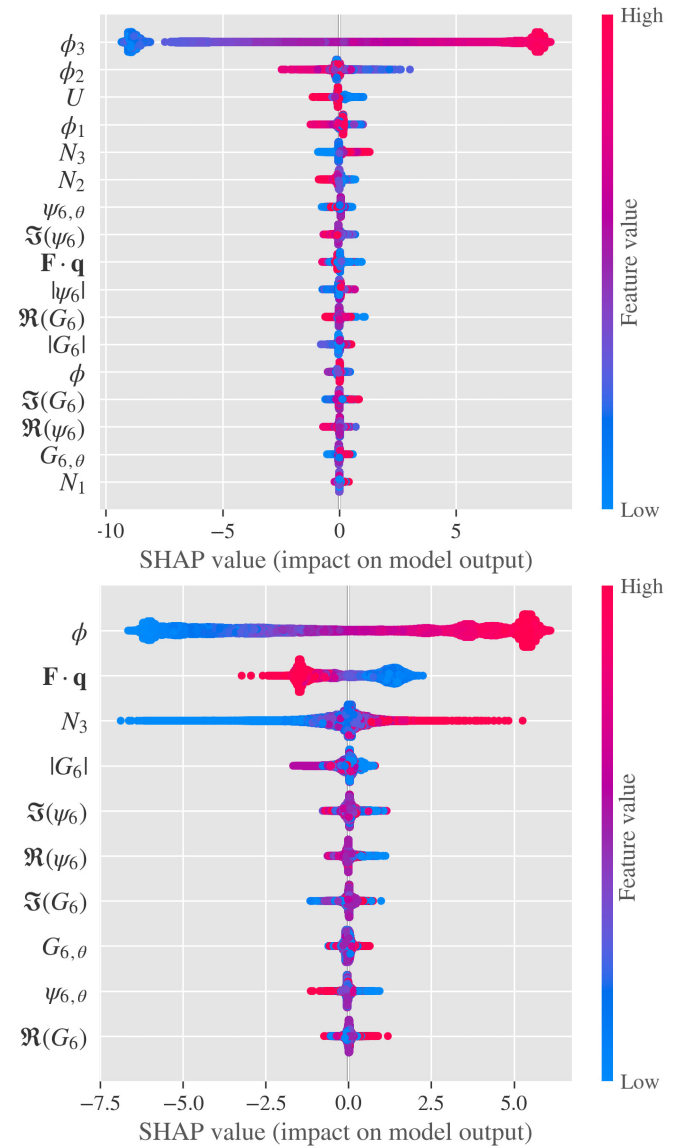 High
ϕ₃
ϕ₂
U
ϕ₁
N₃
N₂
ψ₆,θ
ℑ(ψ₆)
F · q
|ψ₆|
ℜ(G₆)
|G₆|
ϕ
ℑ(G₆)
ℜ(ψ₆)
G₆,θ
N₁
Feature value
Low
-10 −5 0 5
SHAP value (impact on model output)
High
ϕ
F · q
N₃
|G₆|
ℑ(ψ₆)
ℜ(ψ₆)
ℑ(G₆)
G₆,θ
ψ₆,θ
ℜ(G₆)
Feature value
Low
−7.5 −5.0 −2.5 0.0 2.5 5.0
SHAP value (impact on model output)